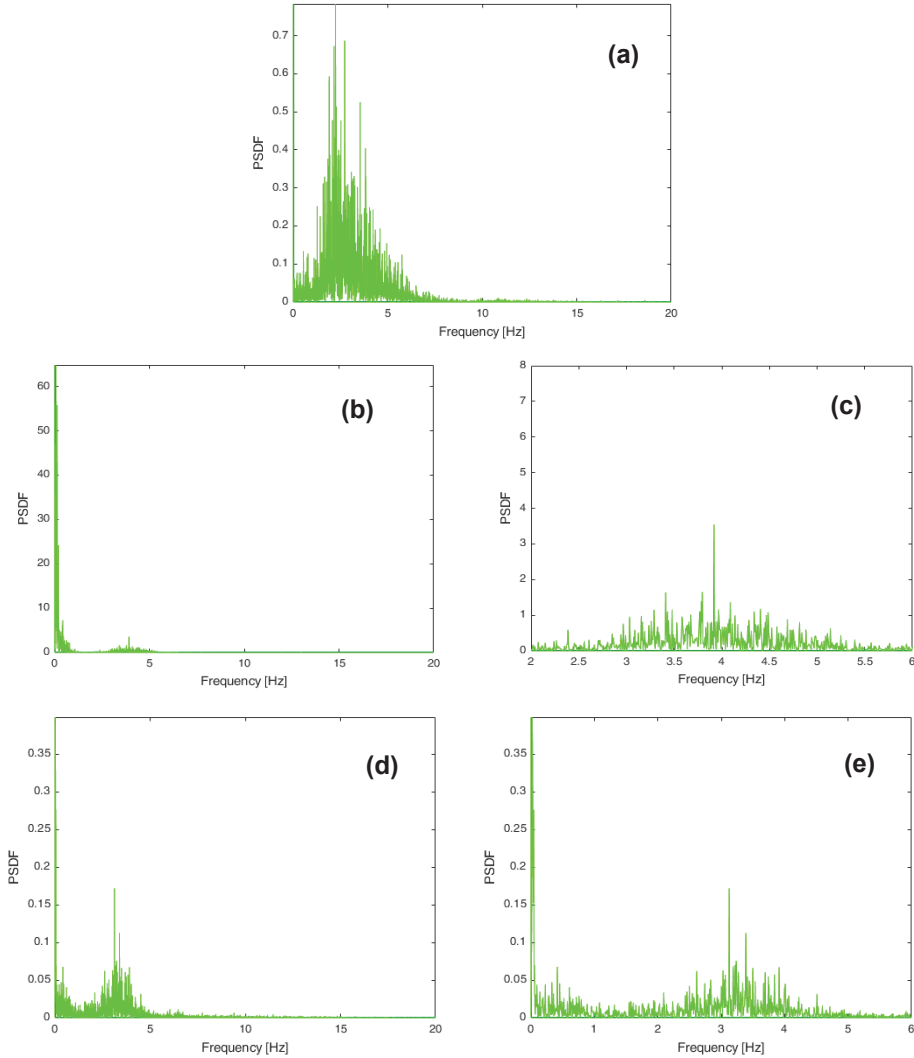 (a)
PSDF
0.7
0.6
0.5
0.4
0.3
0.2
0.1
0
0 5 10 15 20
Frequency [Hz]
(b)
PSDF
60
50
40
30
20
10
0
0 5 10 15 20
Frequency [Hz]
(c)
PSDF
8
7
6
5
4
3
2
1
0
2 2.5 3 3.5 4 4.5 5 5.5 6
Frequency [Hz]
(d)
PSDF
0.35
0.3
0.25
0.2
0.15
0.1
0.05
0
0 5 10 15 20
Frequency [Hz]
(e)
PSDF
0.35
0.3
0.25
0.2
0.15
0.1
0.05
0
0 1 2 3 4 5 6
Frequency [Hz]